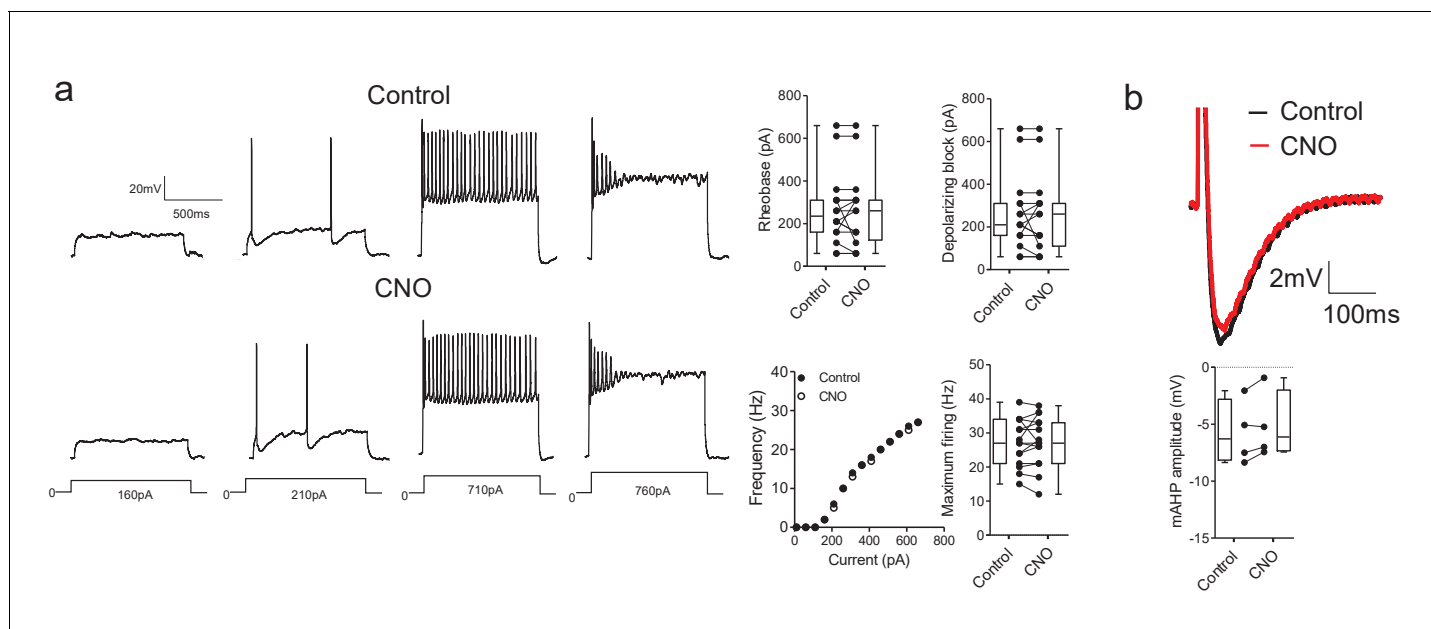 a
Control
20mV
500ms
CNO
0
160pA
0
210pA
0
710pA
0
760pA
800
600
400
200
0
Rheobase (pA)
Control
CNO
800
600
400
200
0
Depolarizing block (pA)
Control
CNO
40
30
20
10
0
Frequency (Hz)
Control
CNO
0
200
400
600
800
Current (pA)
50
40
30
20
10
0
Maximum firing (Hz)
Control
CNO
b
Control
CNO
2mV
100ms
0
-5
-10
-15
mAHP amplitude (mV)
Control
CNO